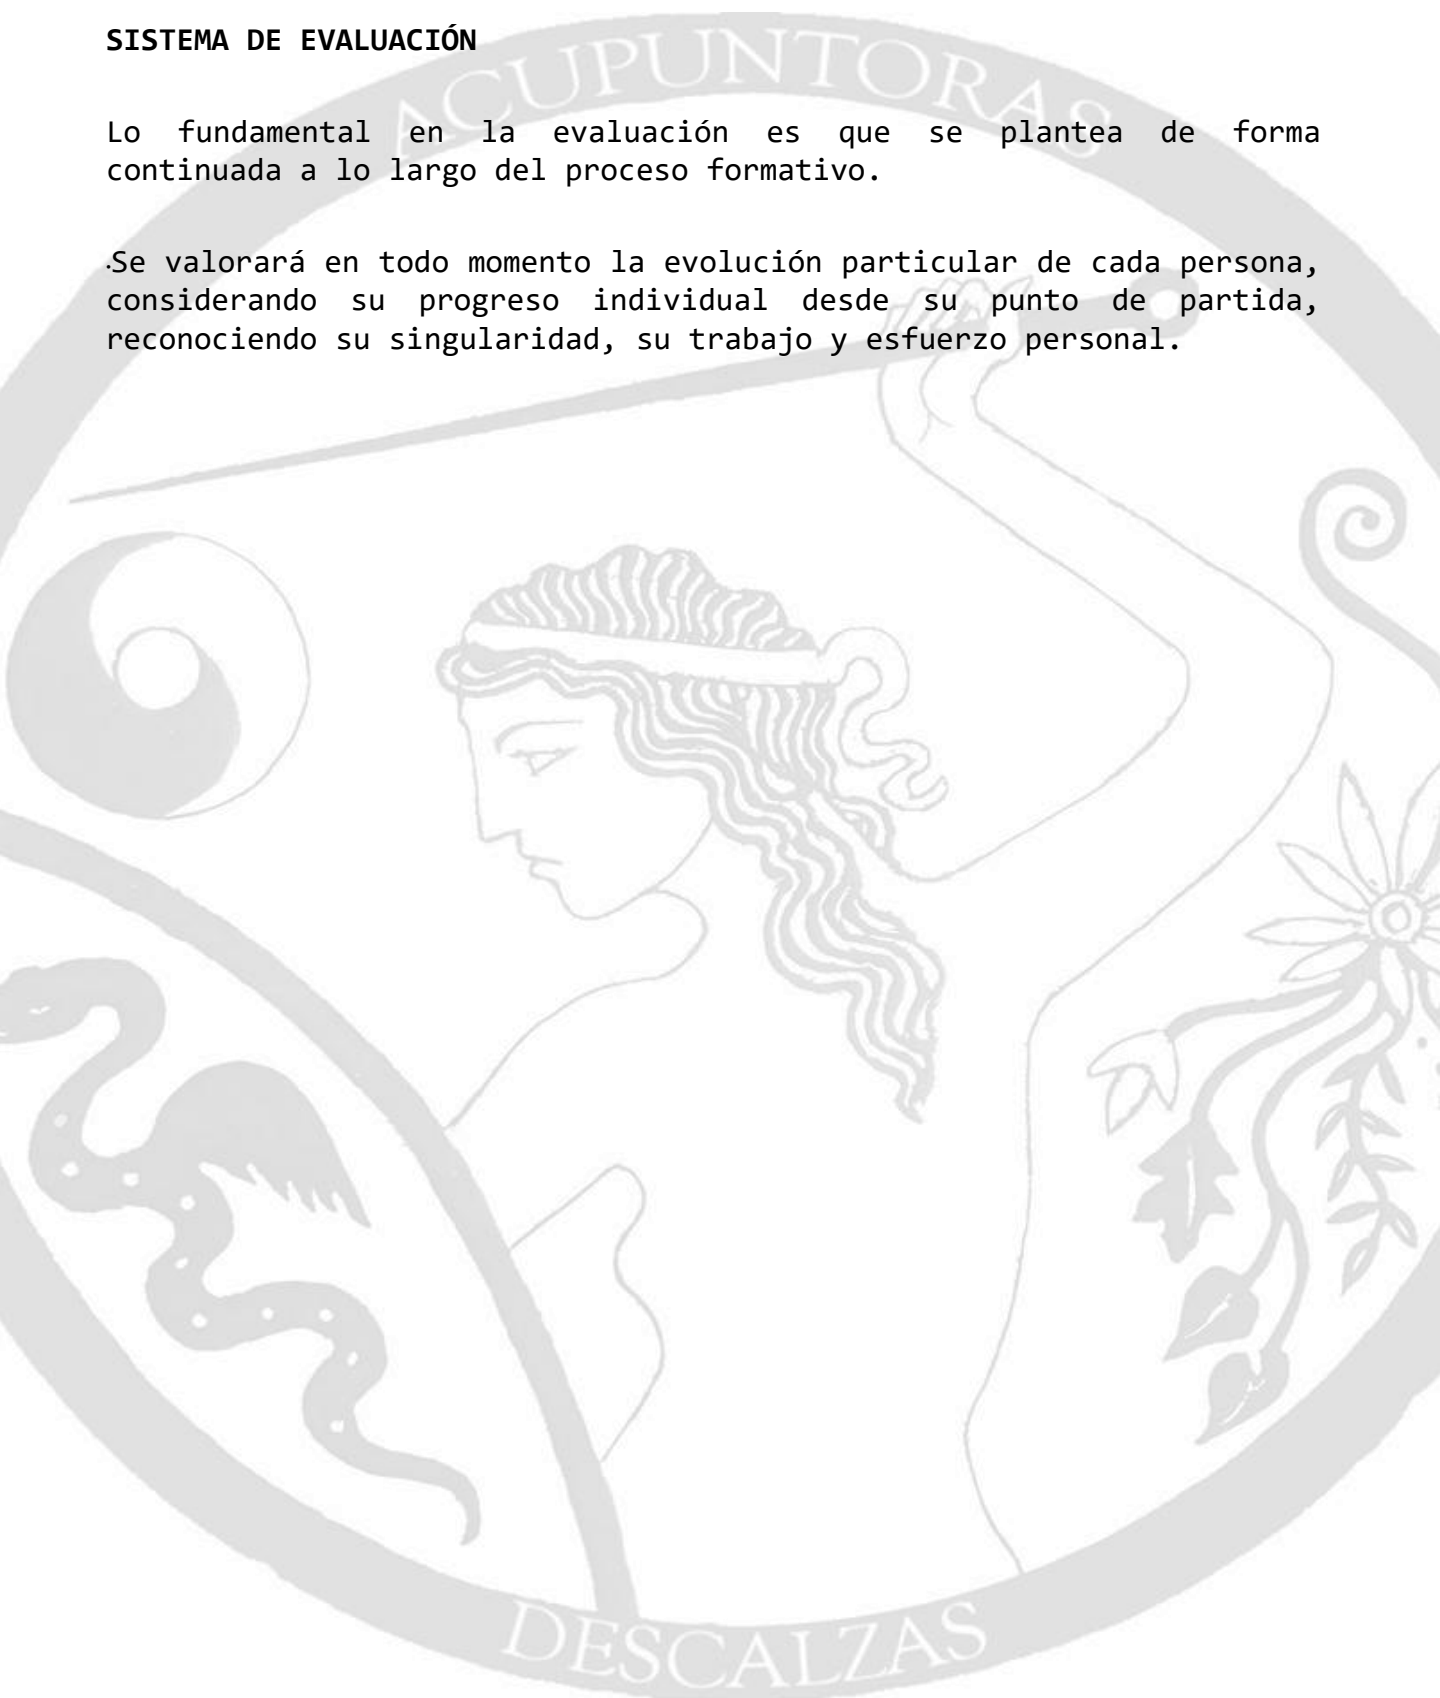 SISTEMA DE EVALUACIÓN
ACUPUNTORAS
Lo fundamental en la evaluación es que se plantea de forma
continuada a lo largo del proceso formativo.
·Se valorará en todo momento la evolución particular de cada persona,
considerando su progreso individual desde su punto de partida,
reconociendo su singularidad, su trabajo y esfuerzo personal.
DESCALZAS